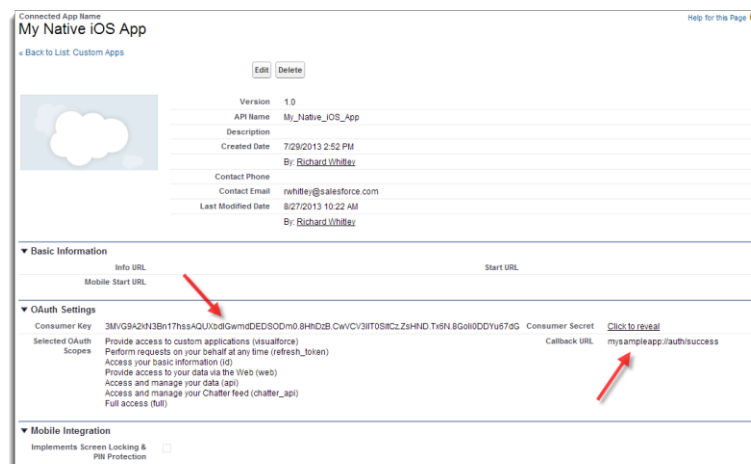 Connected App Name
My Native iOS App
Help for this Page
« Back to List: Custom Apps
Edit Delete
Version 1.0
API Name My_Native_iOS_App
Description
Created Date 7/29/2013 2:52 PM
By: Richard Whitley
Contact Phone
Contact Email rwhitley@salesforce.com
Last Modified Date 8/27/2013 10:22 AM
By: Richard Whitley
▼ Basic Information
Info URL Start URL
Mobile Start URL
▼ OAuth Settings
Consumer Key Consumer Secret Click to reveal
Selected OAuth Scopes Provide access to custom applications (visualforce) Callback URL mysampleapp://auth/success
Perform requests on your behalf at any time (refresh_token)
Access your basic information (id)
Provide access to your data via the Web (web)
Access and manage your data (api)
Access and manage your Chatter feed (chatter_api)
Full access (full)
▼ Mobile Integration
Implements Screen Locking &
PIN Protection